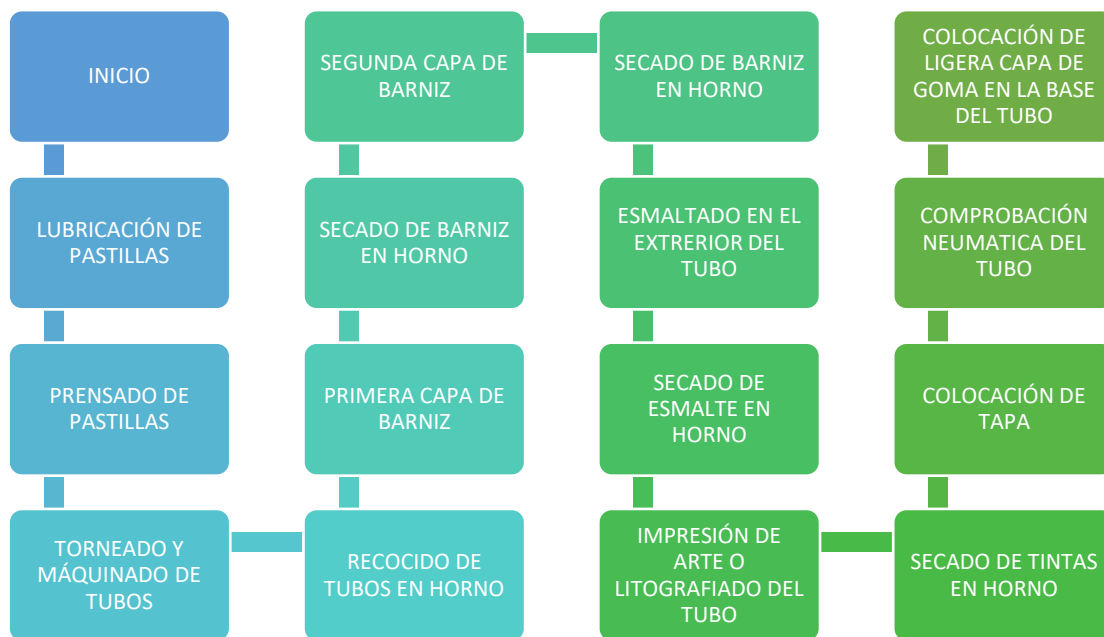 INICIO
LUBRICACIÓN DE
PASTILLAS
PRENSADO DE
PASTILLAS
TORNEADO Y
MÁQUINADO DE
TUBOS
RECOCIDO DE
TUBOS EN HORNO
PRIMERA CAPA DE
BARNIZ
SECADO DE BARNIZ
EN HORNO
SEGUNDA CAPA DE
BARNIZ
SECADO DE BARNIZ
EN HORNO
ESMALTADO EN EL
EXTRERIOR DEL
TUBO
SECADO DE
ESMALTE EN
HORNO
IMPRESIÓN DE
ARTE O
LITOGRAFIADO DEL
TUBO
SECADO DE TINTAS
EN HORNO
COLOCACIÓN DE
TAPA
COMPROBACIÓN
NEUMATICA DEL
TUBO
COLOCACIÓN DE
LIGERA CAPA DE
GOMA EN LA BASE
DEL TUBO